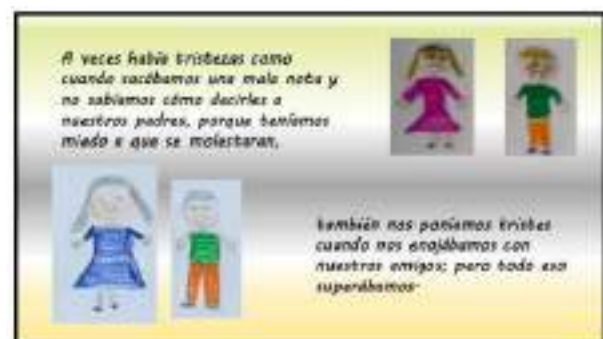 A veces había tristezas como
cuando sacábamos una mala nota y
no sabíamos cómo decirles a
nuestros padres, porque teníamos
miedo a que se molestaran,
también nos poníamos tristes
cuando nos enojábamos con
nuestros amigos; pero todo eso
superábamos-